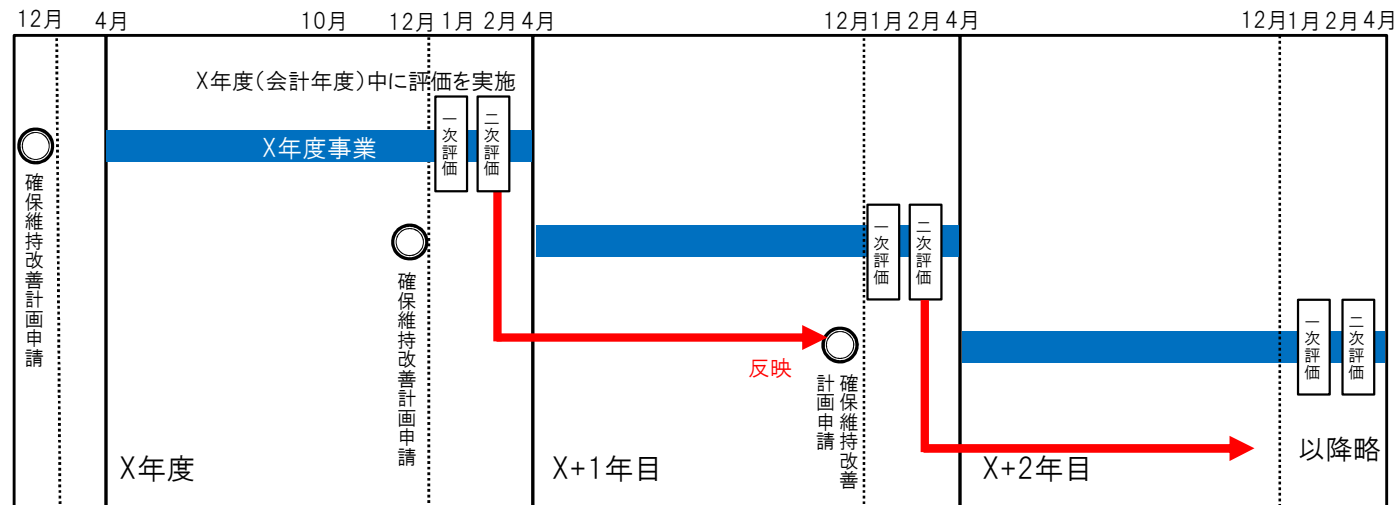 12月
4月
10月
12月
1月
2月
4月
12月
1月
2月
4月
12月
1月
2月
4月
X年度(会計年度)中に評価を実施
X年度事業
一次評価
二次評価
確保維持改善計画申請
確保維持改善計画申請
一次評価
二次評価
反映
確保維持改善
計画申請
一次評価
二次評価
X年度
X+1年目
X+2年目
以降略